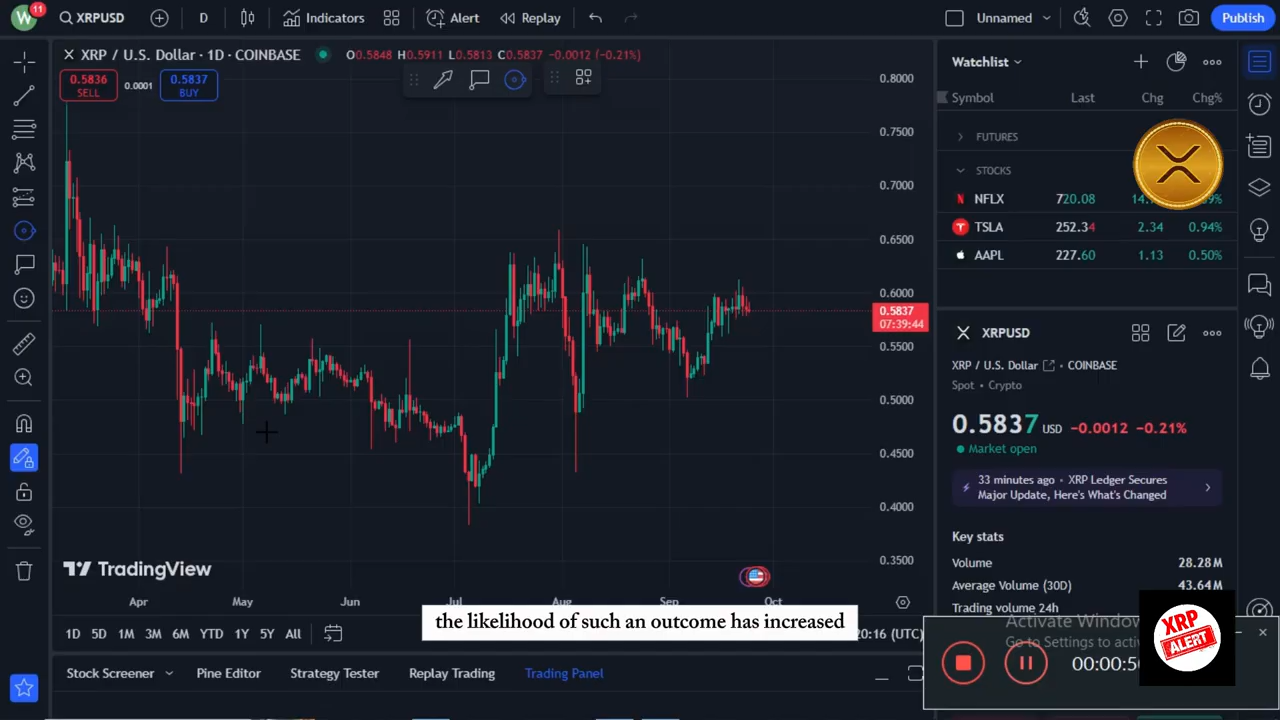 W
11
XRPUSD
D
Indicators
Alert
Replay
Unnamed
Publish
XRP / U.S. Dollar · 1D · COINBASE
O0.5848 H0.5911 L0.5813 C0.5837 -0.0012 (-0.21%)
0.5836
SELL
0.0001
0.5837
BUY
0.8000
0.7500
0.7000
0.6500
0.6000
0.5837
07:39:44
0.5500
0.5000
0.4500
0.4000
0.3500
TradingView
Apr
May
Jun
Jul
Aug
Sep
Oct
the likelihood of such an outcome has increased
1D 5D 1M 3M 6M YTD 1Y 5Y All
20:16 (UTC)
Stock Screener
Pine Editor
Strategy Tester
Replay Trading
Trading Panel
Watchlist
Symbol Last Chg Chg%
FUTURES
STOCKS
NFLX 720.08
TSLA 252.34 2.34 0.94%
AAPL 227.60 1.13 0.50%
XRPUSD
XRP / U.S. Dollar · COINBASE
Spot · Crypto
0.5837 USD -0.0012 -0.21%
Market open
33 minutes ago · XRP Ledger Secures
Major Update, Here's What's Changed
Key stats
Volume 28.28M
Average Volume (30D) 43.64M
Trading volume 24h
Activate Windows
Go to Settings to
XRP
ALERT